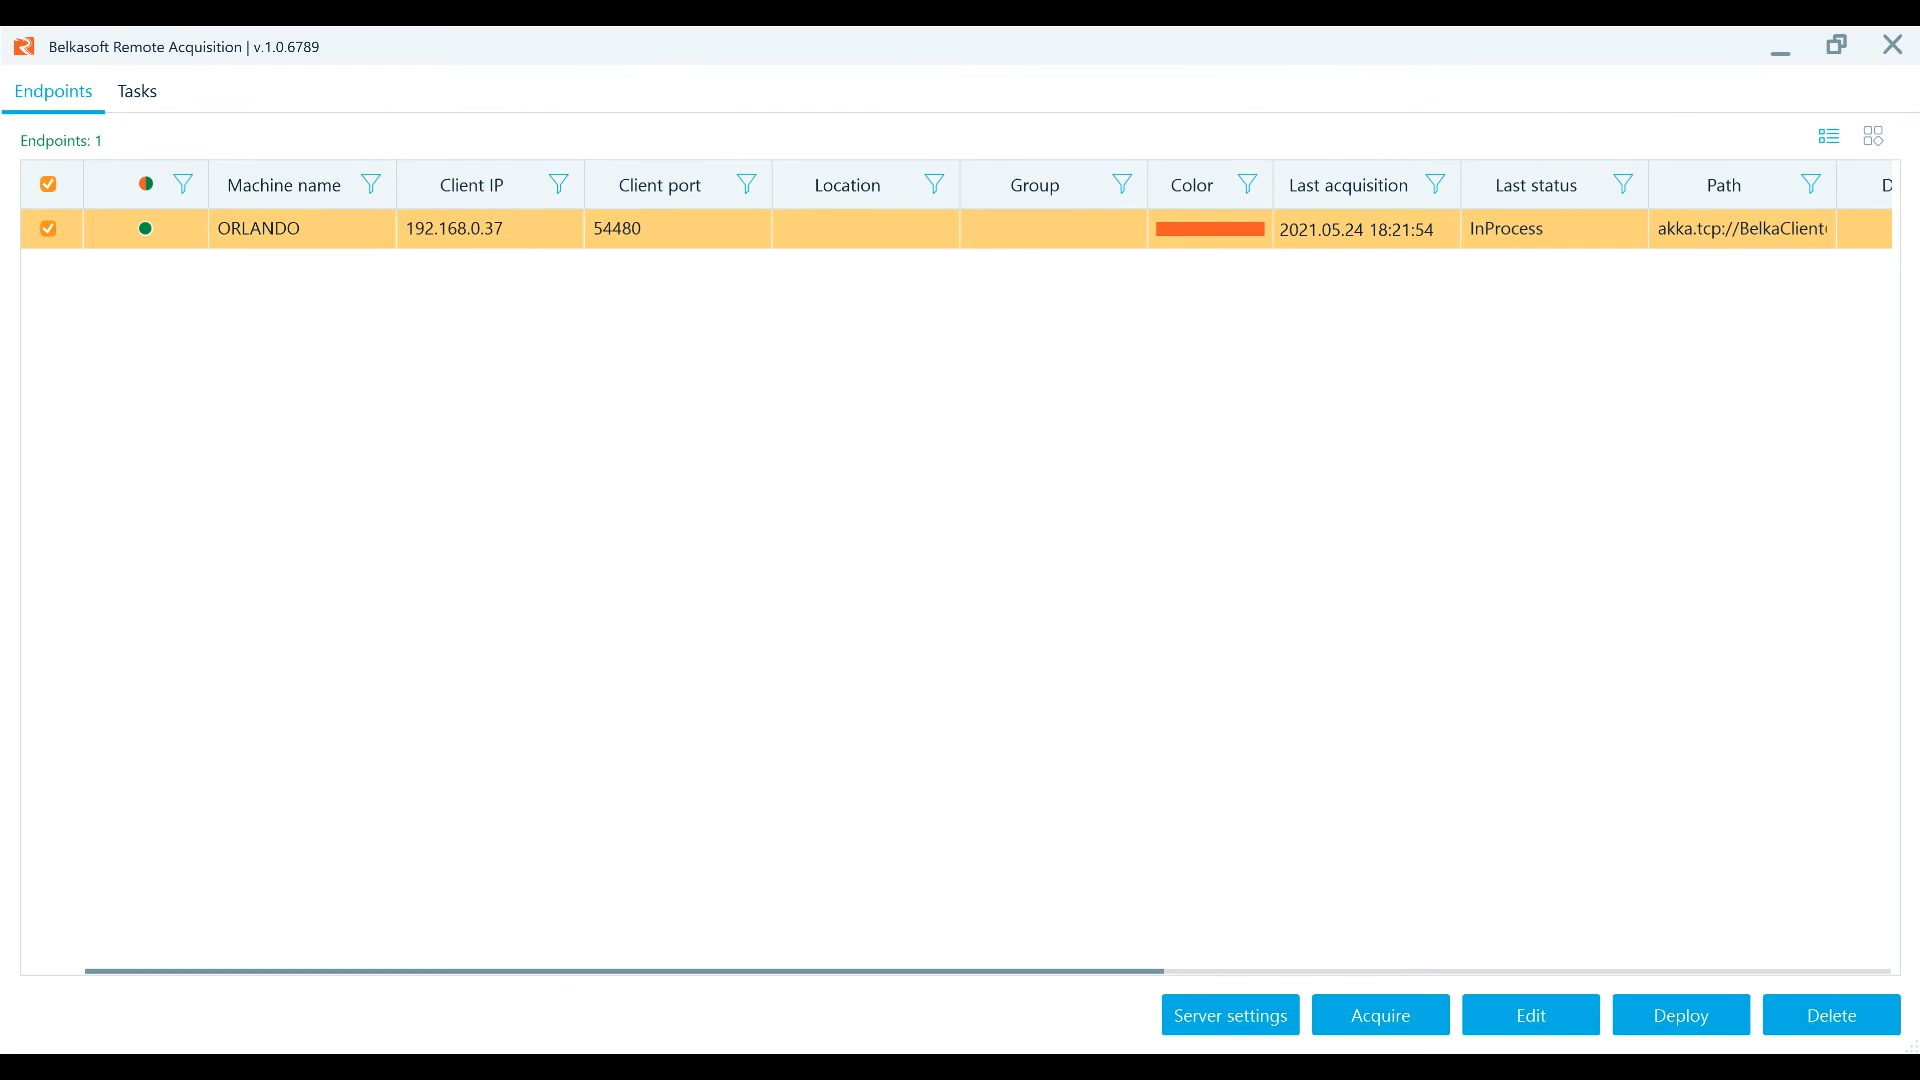 Belkasoft Remote Acquisition | v.1.0.6789
Endpoints Tasks
Endpoints: 1
Machine name Client IP Client port Location Group Color Last acquisition Last status Path D
ORLANDO 192.168.0.37 54480 2021.05.24 18:21:54 InProcess akka.tcp://BelkaClient
Server settings Acquire Edit Deploy Delete